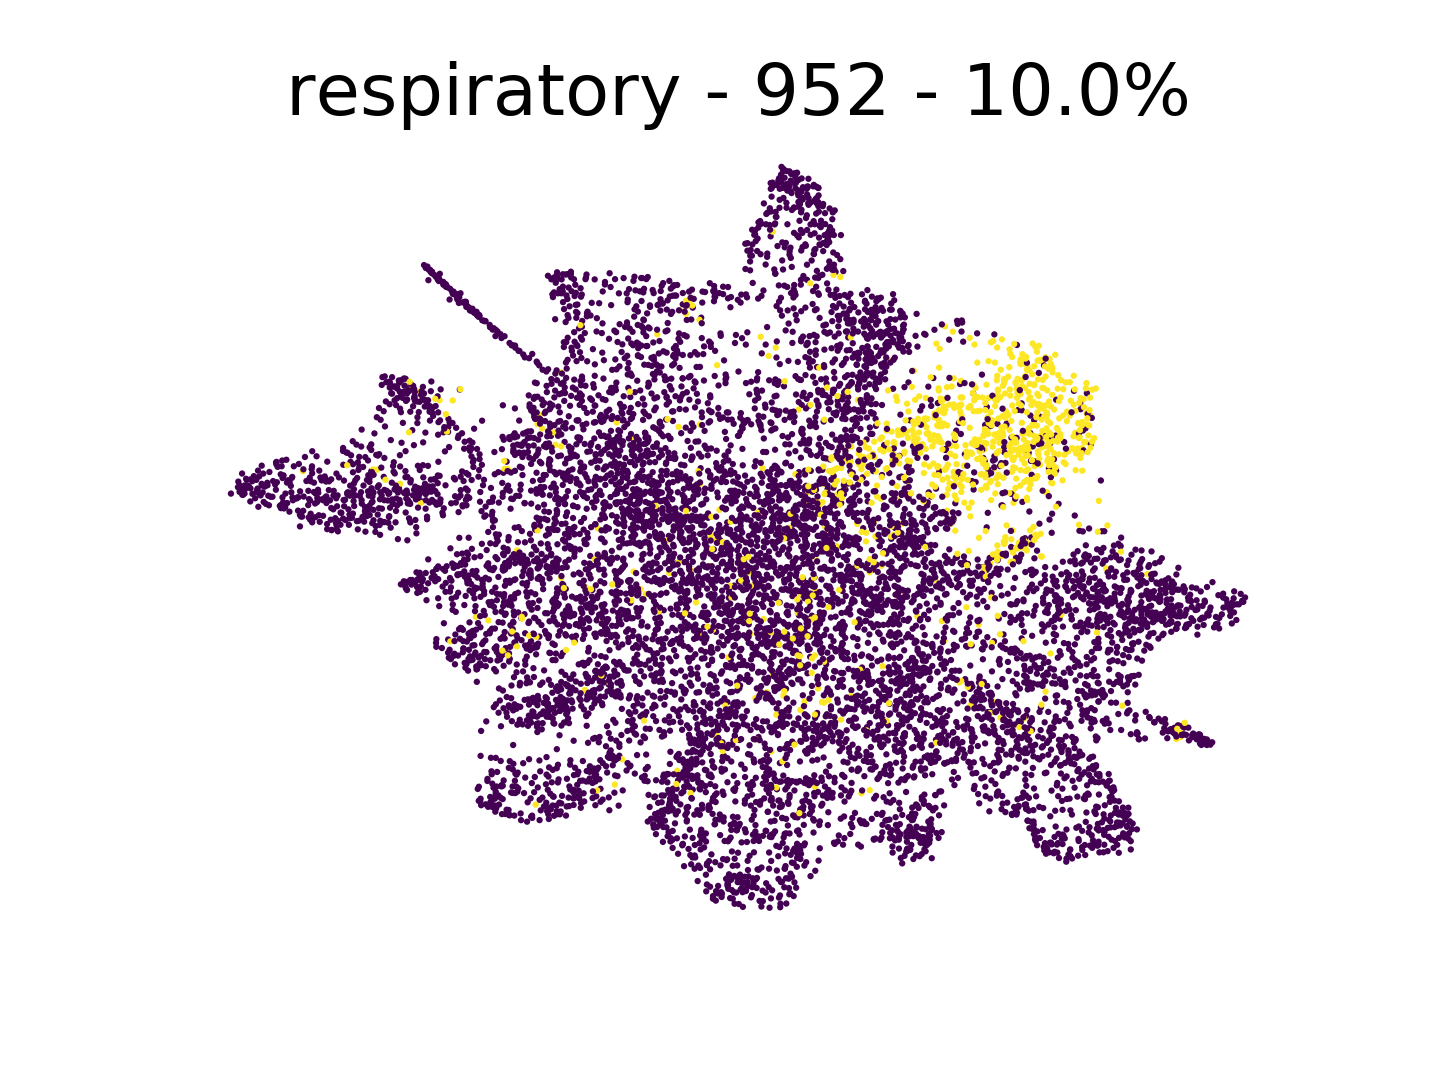 respiratory - 952 - 10.0%